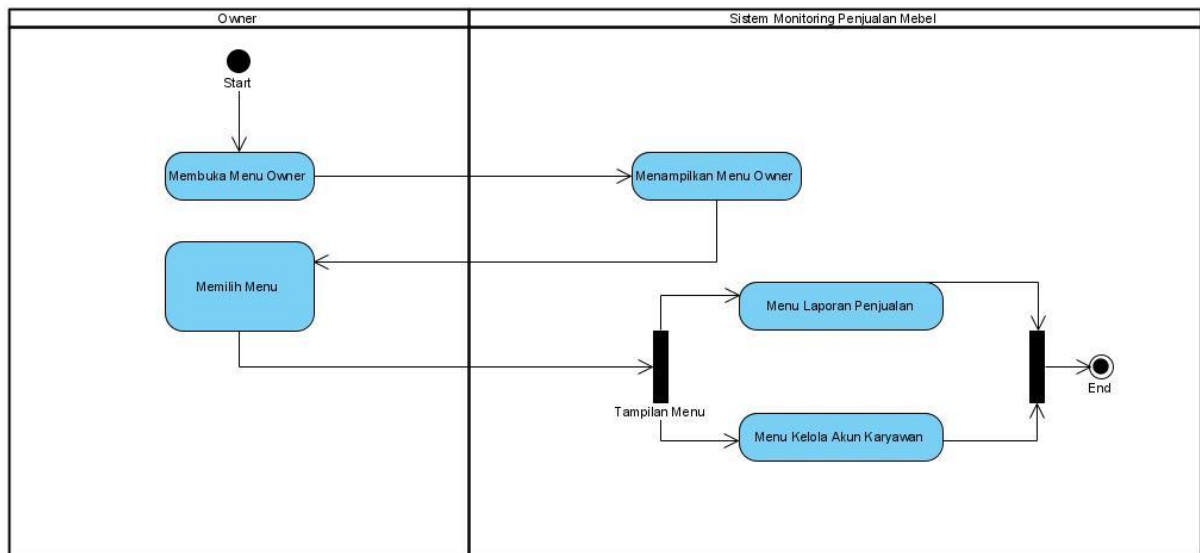 Owner
Sistem Monitoring Penjualan Mebel
Start
Membuka Menu Owner
Menampilkan Menu Owner
Memilih Menu
Menu Laporan Penjualan
Tampilan Menu
Menu Kelola Akun Karyawan
End